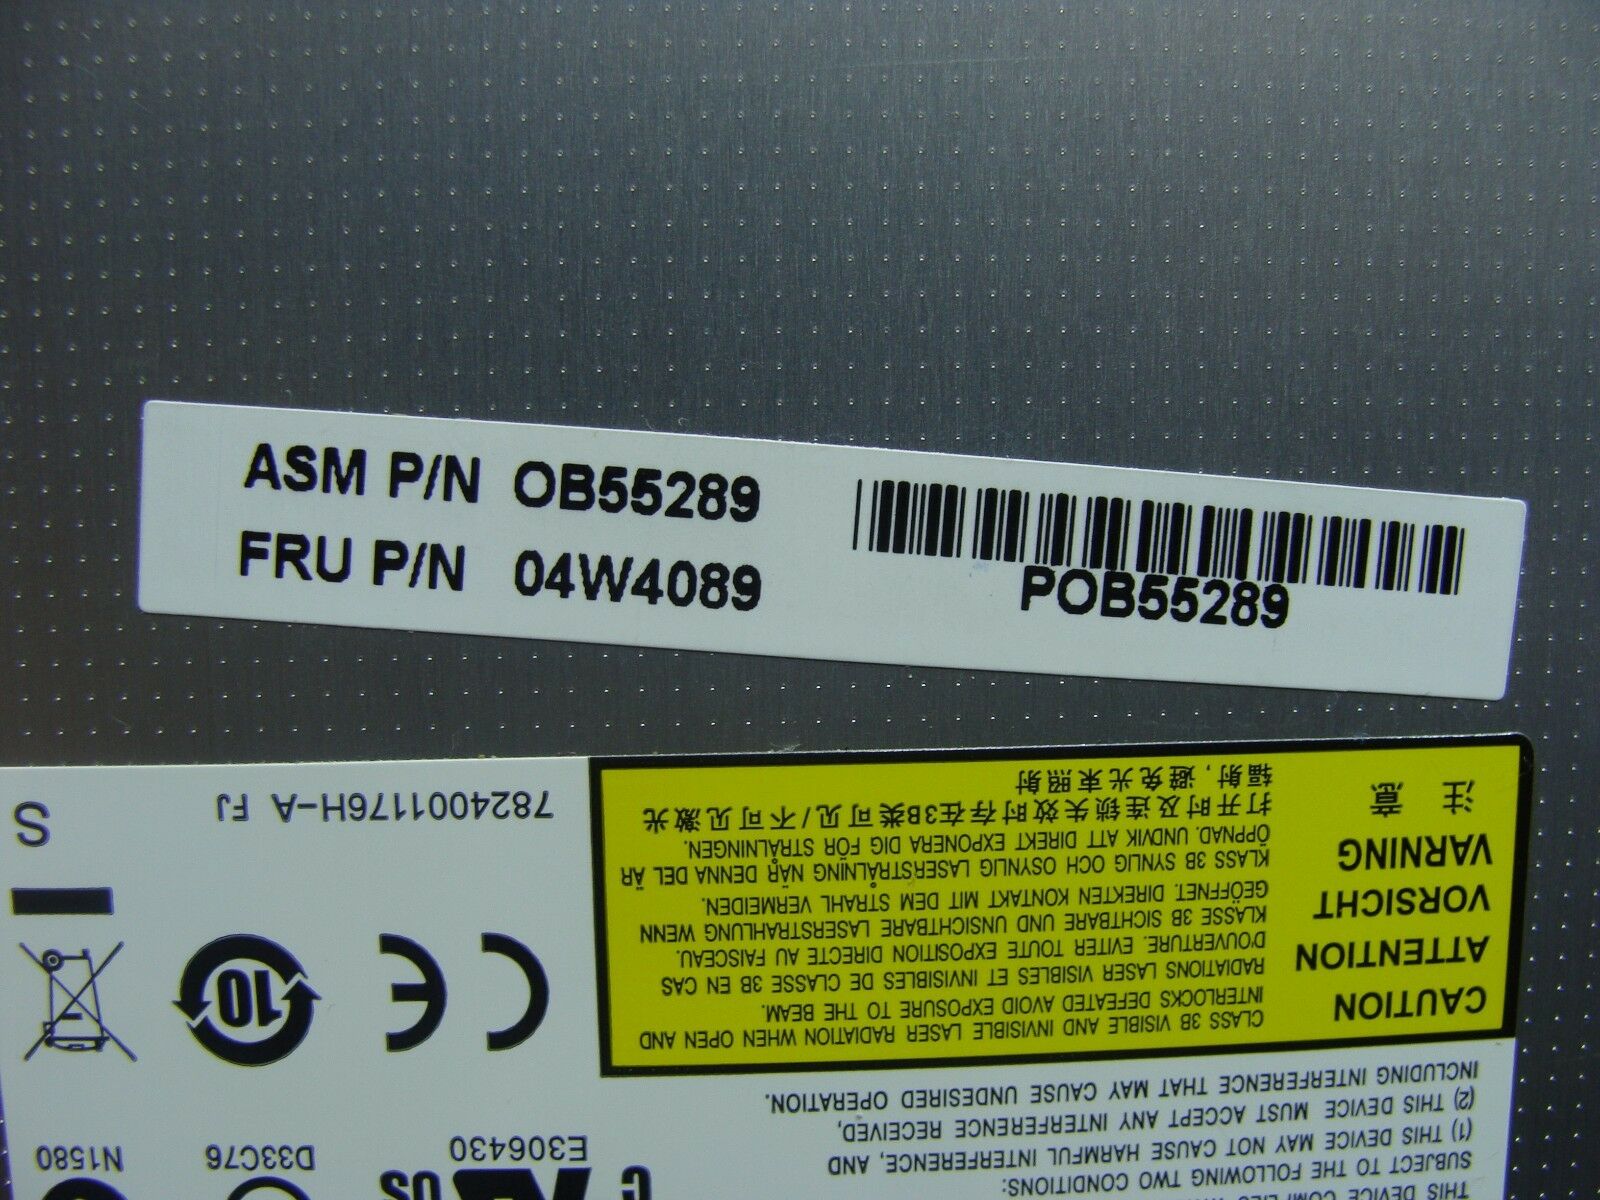 ASM P/N OB55289
FRU P/N 04W4089
POB55289
SUBJECT TO THE FOLLOWING TWO CONDITIONS:
(1) THIS DEVICE MAY NOT CAUSE HARMFUL INTERFERENCE, AND
(2) THIS DEVICE MUST ACCEPT ANY INTERFERENCE RECEIVED,
INCLUDING INTERFERENCE THAT MAY CAUSE UNDESIRED OPERATION.
CAUTION
CLASS 3B VISIBLE AND INVISIBLE LASER RADIATION WHEN OPEN AND
INTERLOCKS DEFEATED AVOID EXPOSURE TO THE BEAM.
ATTENTION
RADIATIONS LASER VISIBLES ET INVISIBLES DE CLASSE 3B EN CAS
D'OUVERTURE. EVITER TOUTE EXPOSITION DIRECTE AU FAISCEAU.
VORSICHT
KLASSE 3B SICHTBARE UND UNSICHTBARE LASERSTRAHLUNG WENN
GEÖFFNET. DIREKTEN KONTAKT MIT DEM STRAHL VERMEIDEN.
VARNING
KLASS 3B SYNLIG OCH OSYNLIG LASERSTRÅLNING NÄR DENNA DEL ÄR
ÖPPNAD. UNDVIK ATT DIREKT EXPONERA DIG FÖR STRÅLNINGEN.
注 意
打开时及连锁失效时存在3B类可见/不可见激光
辐射，避免光束照射
US
E306430
D33C76
N1580
CE
10
7824001176H-A FJ
S